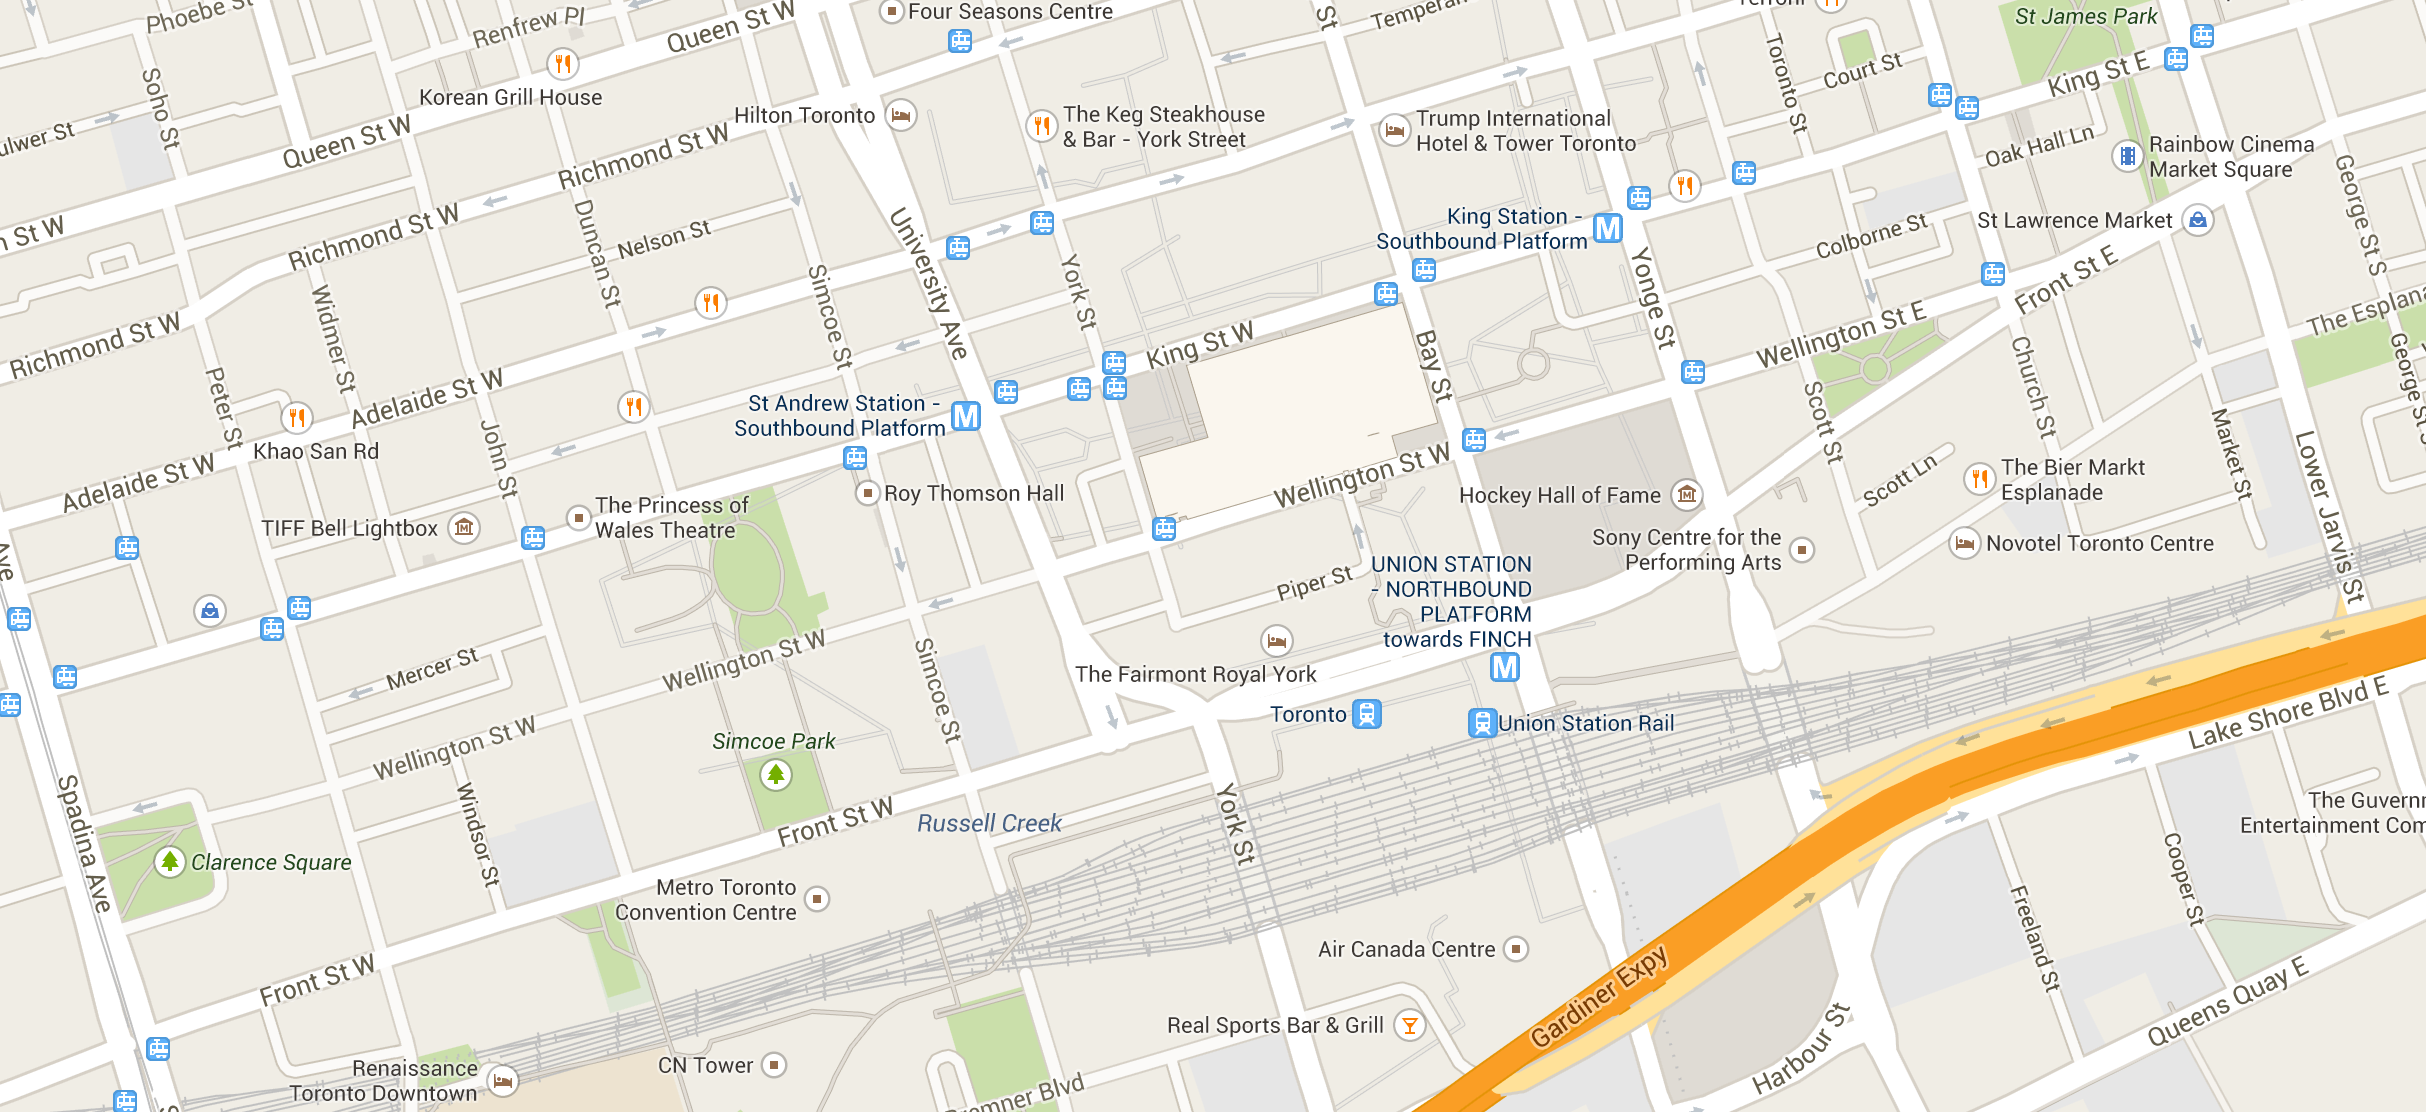 Phoebe St
Renfrew Pl
Queen St W
Four Seasons Centre
St
Toronto St
St James Park
Court St
King St E
Soho St
Korean Grill House
Hilton Toronto
The Keg Steakhouse
& Bar - York Street
Trump International
Hotel & Tower Toronto
Queen St W
Richmond St W
Oak Hall Ln
Rainbow Cinema
Market Square
George St S
St W
Richmond St W
Duncan St
Nelson St
University Ave
York St
King Station -
Southbound Platform
Yonge St
Colborne St
St Lawrence Market
Front St E
Richmond St W
Widmer St
Simcoe St
King St W
Bay St
Wellington St E
The Esplana
Peter St
Adelaide St W
St Andrew Station -
Southbound Platform
Scott St
Church St
George St S
Khao San Rd
John St
Adelaide St W
Wellington St W
Scott Ln
Market St
Lower Jarvis St
The Princess of
Wales Theatre
Roy Thomson Hall
Hockey Hall of Fame
The Bier Markt
Esplanade
TIFF Bell Lightbox
Sony Centre for the
Performing Arts
Novotel Toronto Centre
Ave
Piper St
UNION STATION
- NORTHBOUND
PLATFORM
towards FINCH
Mercer St
Wellington St W
Simcoe St
The Fairmont Royal York
Toronto
Union Station Rail
Lake Shore Blvd E
Wellington St W
Simcoe Park
Spadina Ave
Windsor St
Front St W
Russell Creek
York St
The Guvern
Entertainment Com
Clarence Square
Metro Toronto
Convention Centre
Cooper St
Freeland St
Air Canada Centre
Front St W
Gardiner Expy
Queens Quay E
Real Sports Bar & Grill
Harbour St
Renaissance
Toronto Downtown
CN Tower
Bremner Blvd